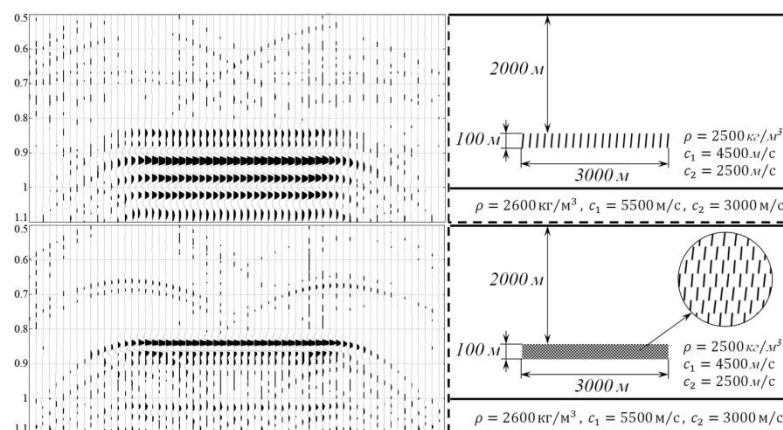 0.5
0.6
0.7
0.8
0.9
1
1.1
2000 м
100 м
3000 м
ρ = 2500 кг/м³
c₁ = 4500 м/с
c₂ = 2500 м/с
ρ = 2600 кг/м³ , c₁ = 5500 м/с, c₂ = 3000 м/с
0.5
0.6
0.7
0.8
0.9
1
1.1
2000 м
100 м
3000 м
ρ = 2500 кг/м³
c₁ = 4500 м/с
c₂ = 2500 м/с
ρ = 2600 кг/м³ , c₁ = 5500 м/с, c₂ = 3000 м/с